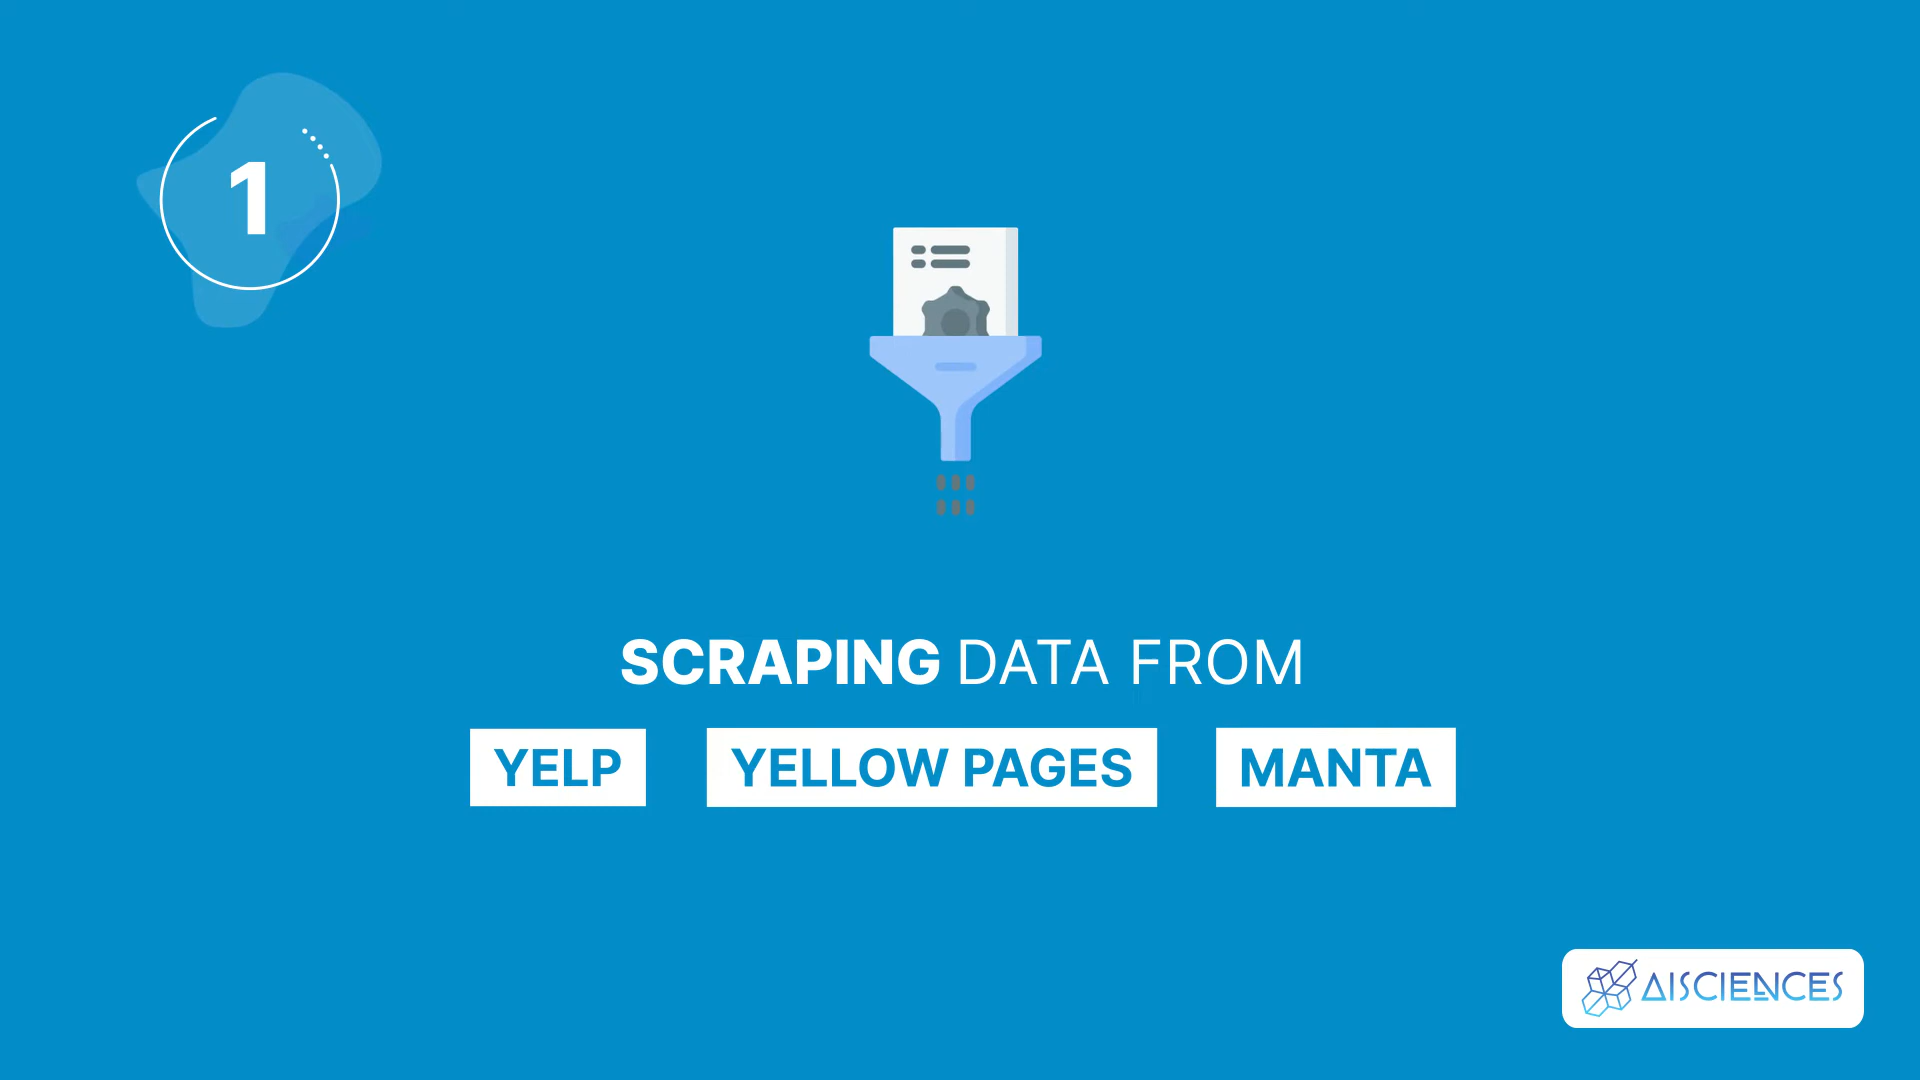 1
SCRAPING DATA FROM
YELP YELLOW PAGES MANTA
AISCIENCES